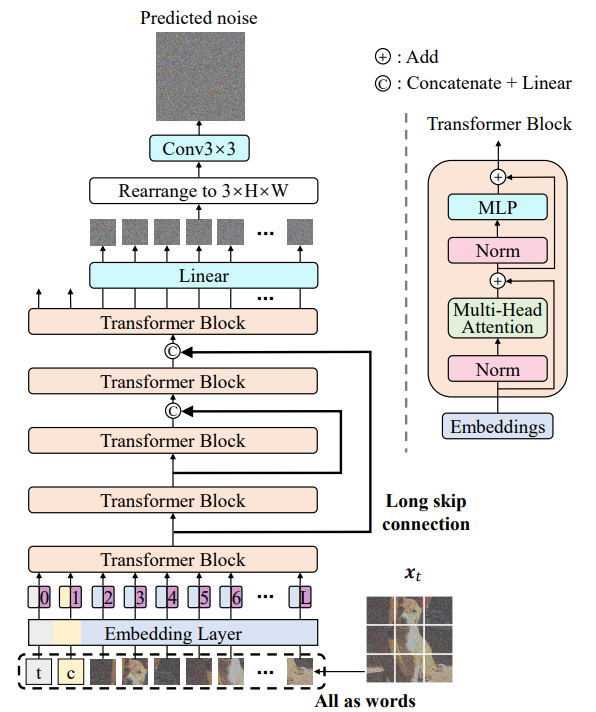 Predicted noise
+ : Add
C : Concatenate + Linear
Conv3×3
Rearrange to 3×H×W
...
Linear
...
Transformer Block
C
Transformer Block
C
Transformer Block
Transformer Block
Transformer Block
Long skip
connection
0 1 2 3 4 5 6 ... L
Embedding Layer
t c ...
All as words
xₜ
Transformer Block
+
MLP
Norm
+
Multi-Head
Attention
Norm
Embeddings